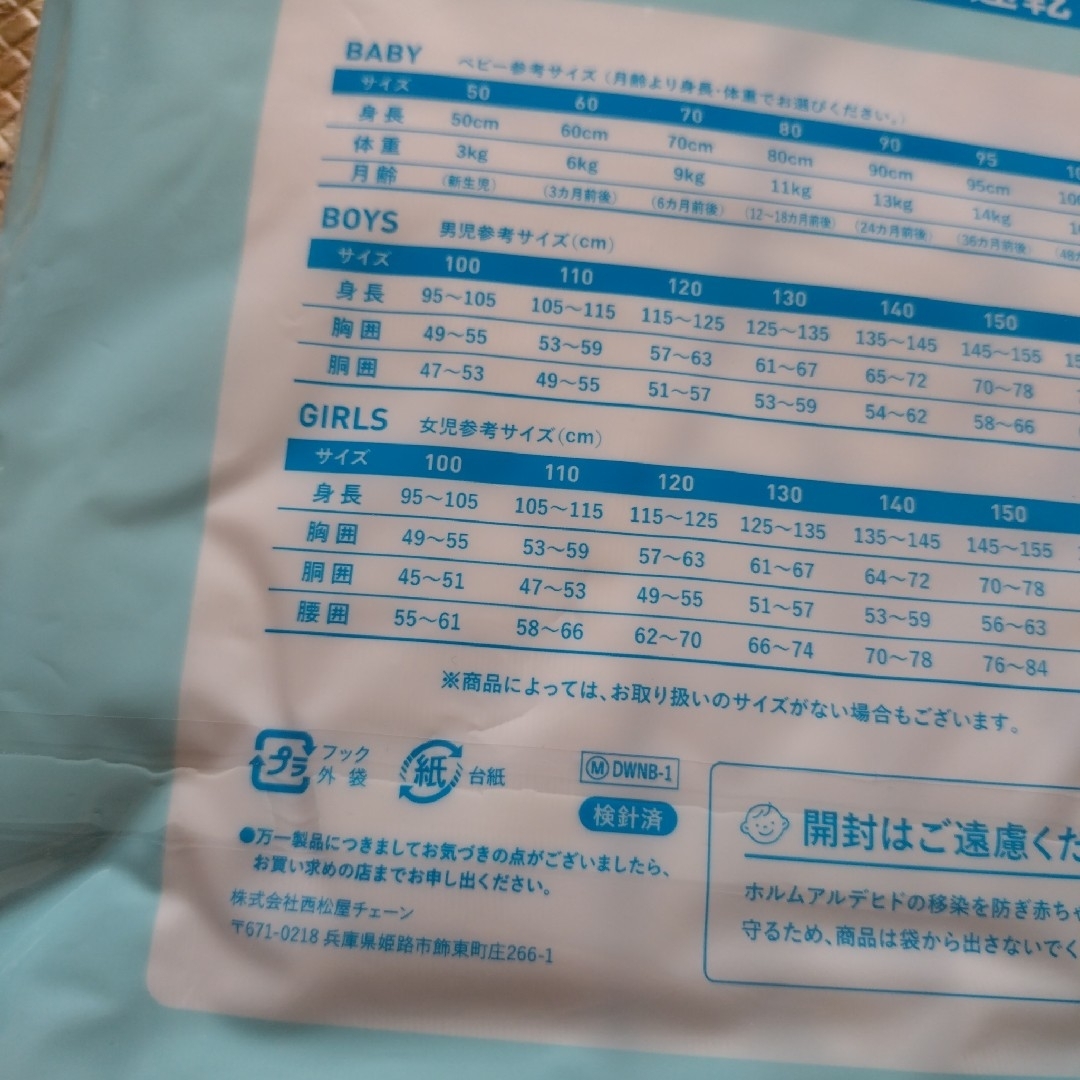 BABY ベビー参考サイズ（月齢より身長・体重でお選びください。）
サイズ 50 60 70 80 90 95
身長 50cm 60cm 70cm 80cm 90cm 95cm
体重 3kg 6kg 9kg 11kg 13kg 14kg
月齢 (新生児) (3カ月前後) (6カ月前後) (12〜18カ月前後) (24カ月前後) (36カ月前後)
BOYS 男児参考サイズ(cm)
サイズ 100 110 120 130 140 150
身長 95〜105 105〜115 115〜125 125〜135 135〜145 145〜155
胸囲 49〜55 53〜59 57〜63 61〜67 65〜72 70〜78
胴囲 47〜53 49〜55 51〜57 53〜59 54〜62 58〜66
GIRLS 女児参考サイズ(cm)
サイズ 100 110 120 130 140 150
身長 95〜105 105〜115 115〜125 125〜135 135〜145 145〜155
胸囲 49〜55 53〜59 57〜63 61〜67 64〜72 70〜78
胴囲 45〜51 47〜53 49〜55 51〜57 53〜59 56〜63
腰囲 55〜61 58〜66 62〜70 66〜74 70〜78 76〜84
※商品によっては、お取り扱いのサイズがない場合もございます。
プラ フック
外袋
紙 台紙
Ⓜ DWNB-1
検針済
●万一製品につきましてお気づきの点がございましたら、
お買い求めの店までお申し出ください。
株式会社西松屋チェーン
〒671-0218 兵庫県姫路市飾東町庄266-1
開封はご遠慮くだ
ホルムアルデヒドの移染を防ぎ赤ち
守るため、商品は袋から出さないでく